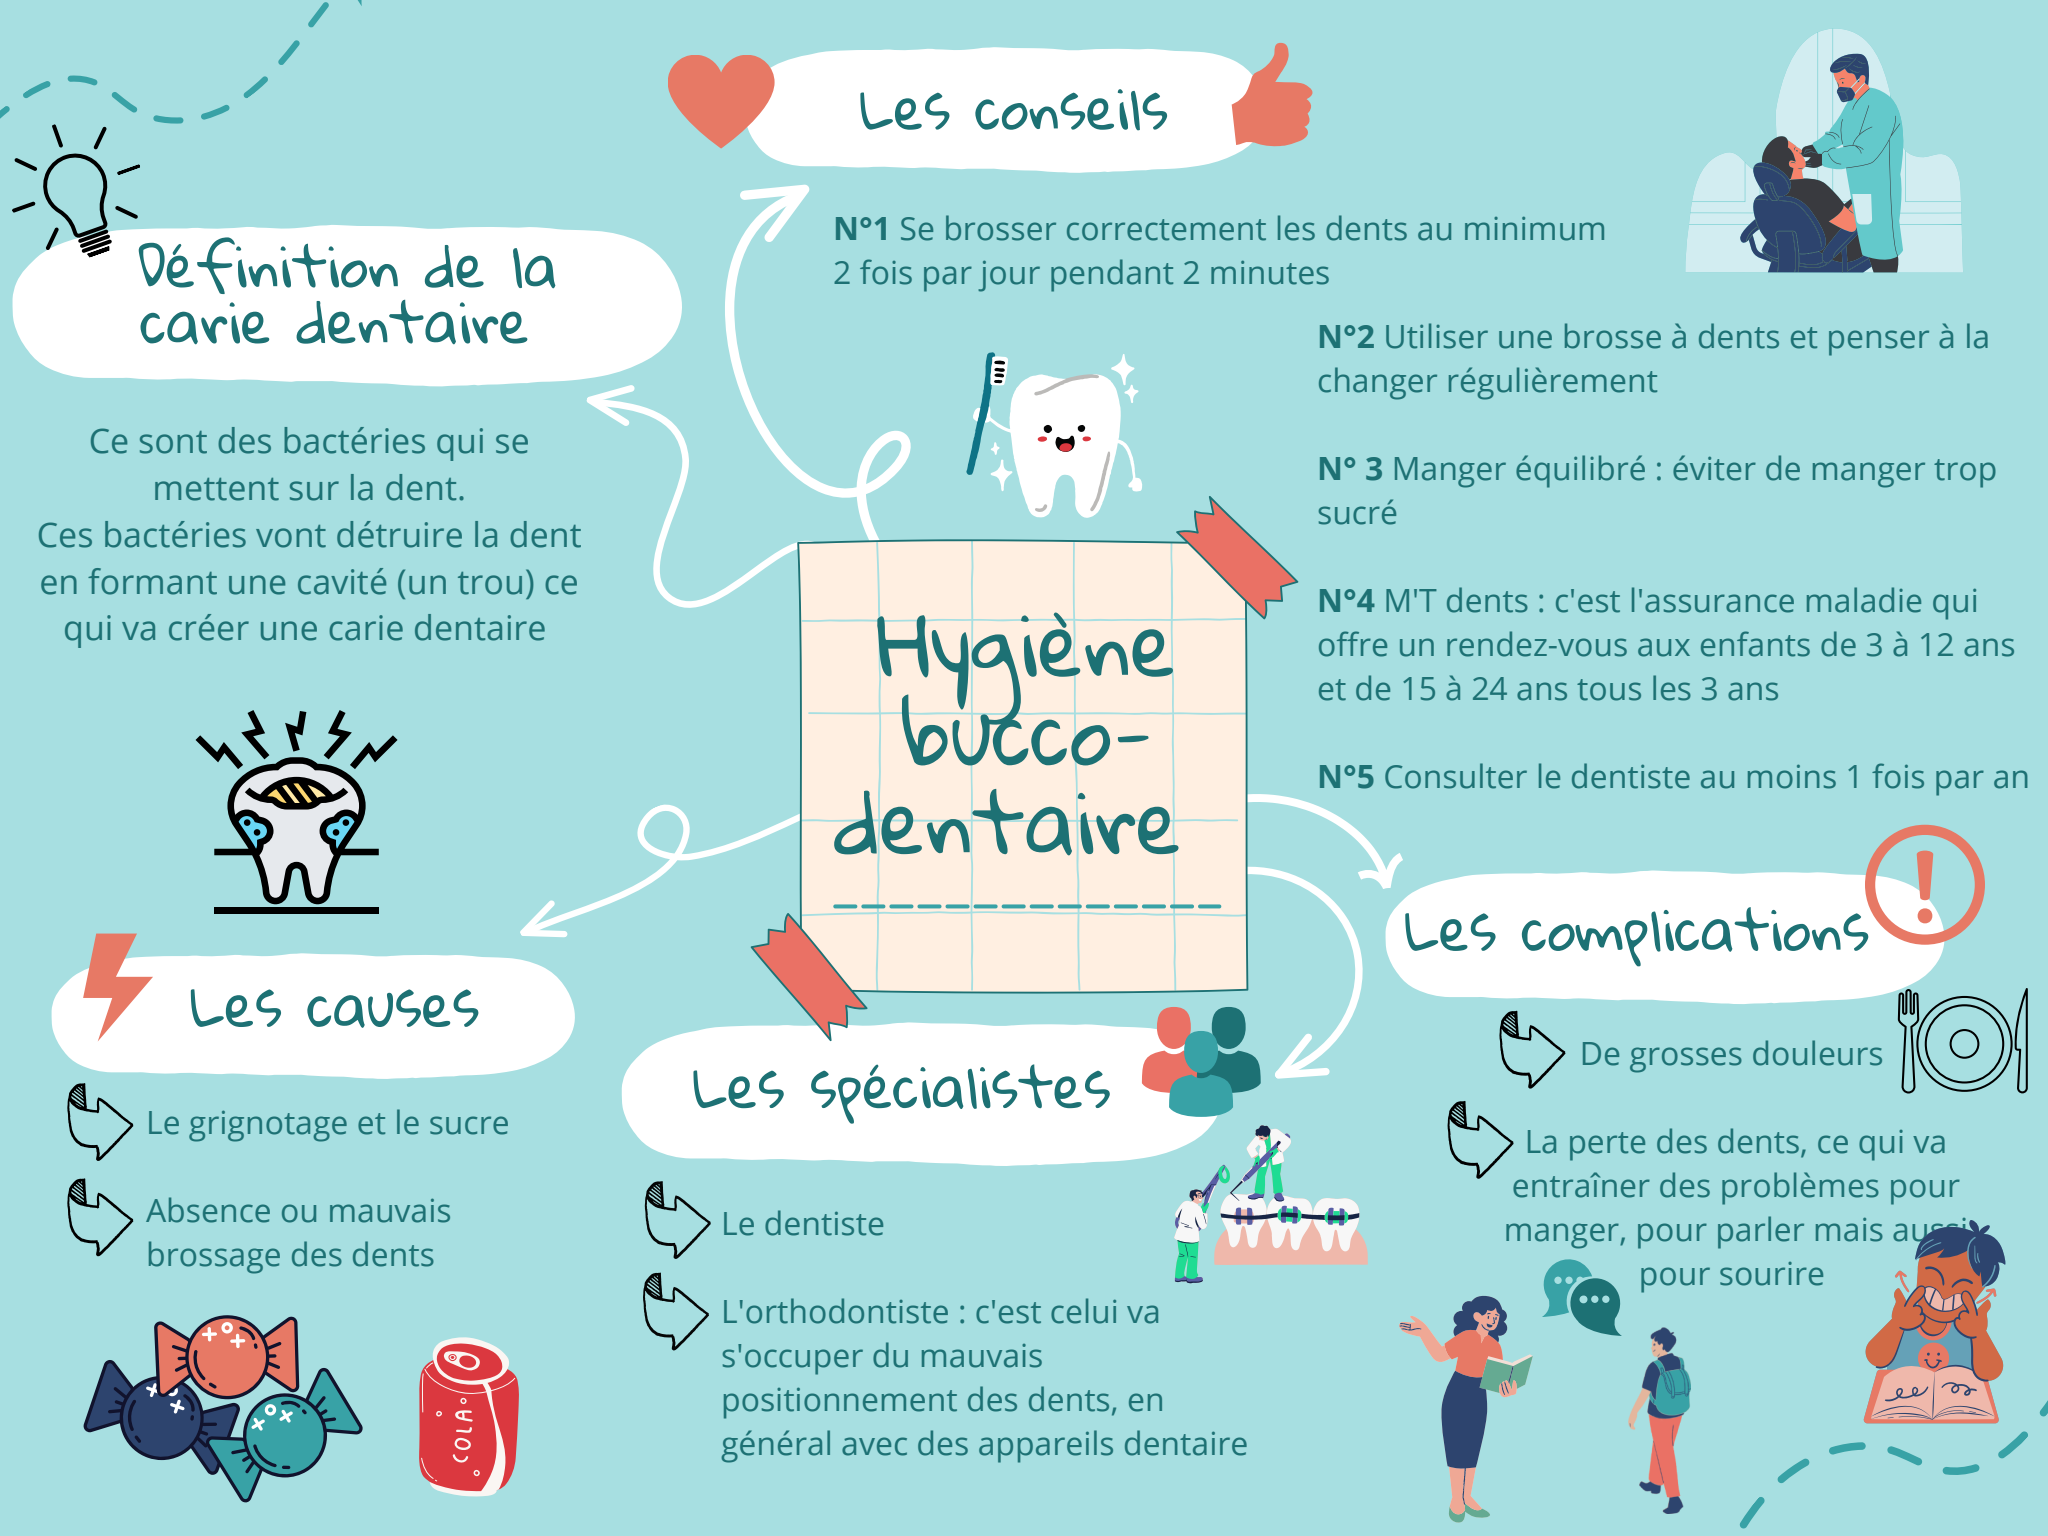 Les conseils
N°1 Se brosser correctement les dents au minimum
2 fois par jour pendant 2 minutes
N°2 Utiliser une brosse à dents et penser à la
changer régulièrement
N° 3 Manger équilibré : éviter de manger trop
sucré
N°4 M'T dents : c'est l'assurance maladie qui
offre un rendez-vous aux enfants de 3 à 12 ans
et de 15 à 24 ans tous les 3 ans
N°5 Consulter le dentiste au moins 1 fois par an
Définition de la
carie dentaire
Ce sont des bactéries qui se
mettent sur la dent.
Ces bactéries vont détruire la dent
en formant une cavité (un trou) ce
qui va créer une carie dentaire
Hygiène
bucco-
dentaire
Les causes
Le grignotage et le sucre
Absence ou mauvais
brossage des dents
COLA
Les spécialistes
Le dentiste
L'orthodontiste : c'est celui va
s'occuper du mauvais
positionnement des dents, en
général avec des appareils dentaire
Les complications
De grosses douleurs
La perte des dents, ce qui va
entraîner des problèmes pour
manger, pour parler mais aussi
pour sourire